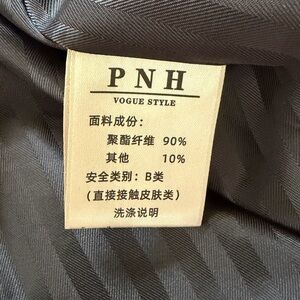 PNH
VOGUE STYLE
面料成份：
聚酯纤维 90%
其他 10%
安全类别：B类
(直接接触皮肤类)
洗涤说明